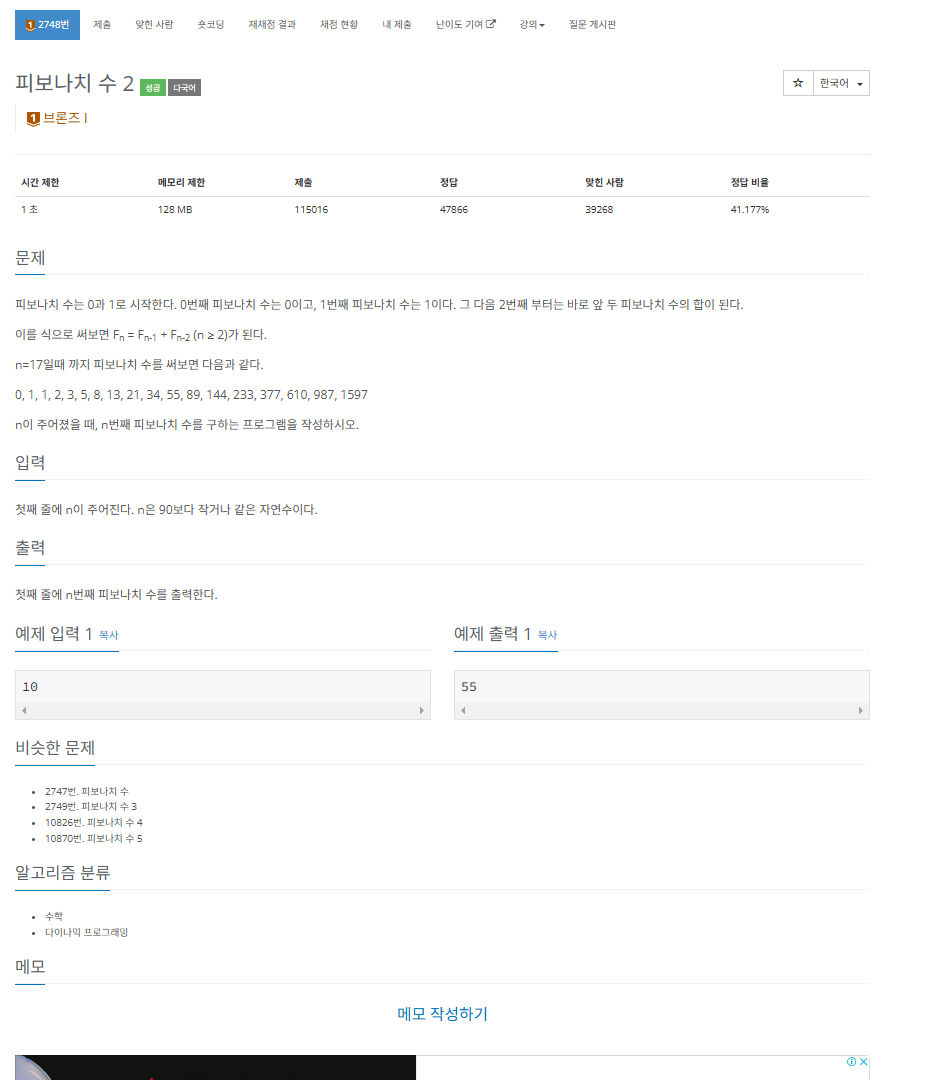 1 2748번 제출 맞힌 사람 숏코딩 재채점 결과 채점 현황 내 제출 난이도 기여 강의 질문 게시판
피보나치 수 2 성공 다국어 ☆ 한국어
1 브론즈 I
시간 제한 메모리 제한 제출 정답 맞힌 사람 정답 비율
1 초 128 MB 115016 47866 39268 41.177%
문제
피보나치 수는 0과 1로 시작한다. 0번째 피보나치 수는 0이고, 1번째 피보나치 수는 1이다. 그 다음 2번째 부터는 바로 앞 두 피보나치 수의 합이 된다.
이를 식으로 써보면 Fn = Fn-1 + Fn-2 (n ≥ 2)가 된다.
n=17일때 까지 피보나치 수를 써보면 다음과 같다.
0, 1, 1, 2, 3, 5, 8, 13, 21, 34, 55, 89, 144, 233, 377, 610, 987, 1597
n이 주어졌을 때, n번째 피보나치 수를 구하는 프로그램을 작성하시오.
입력
첫째 줄에 n이 주어진다. n은 90보다 작거나 같은 자연수이다.
출력
첫째 줄에 n번째 피보나치 수를 출력한다.
예제 입력 1 복사
10
예제 출력 1 복사
55
비슷한 문제
2747번. 피보나치 수
2749번. 피보나치 수 3
10826번. 피보나치 수 4
10870번. 피보나치 수 5
알고리즘 분류
수학
다이나믹 프로그래밍
메모
메모 작성하기